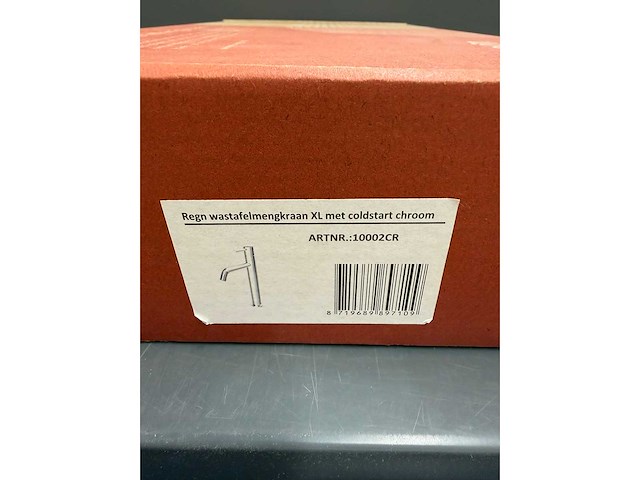 Regn wastafelmengkraan XL met coldstart chroom
ARTNR.:10002CR
8 719689 897109